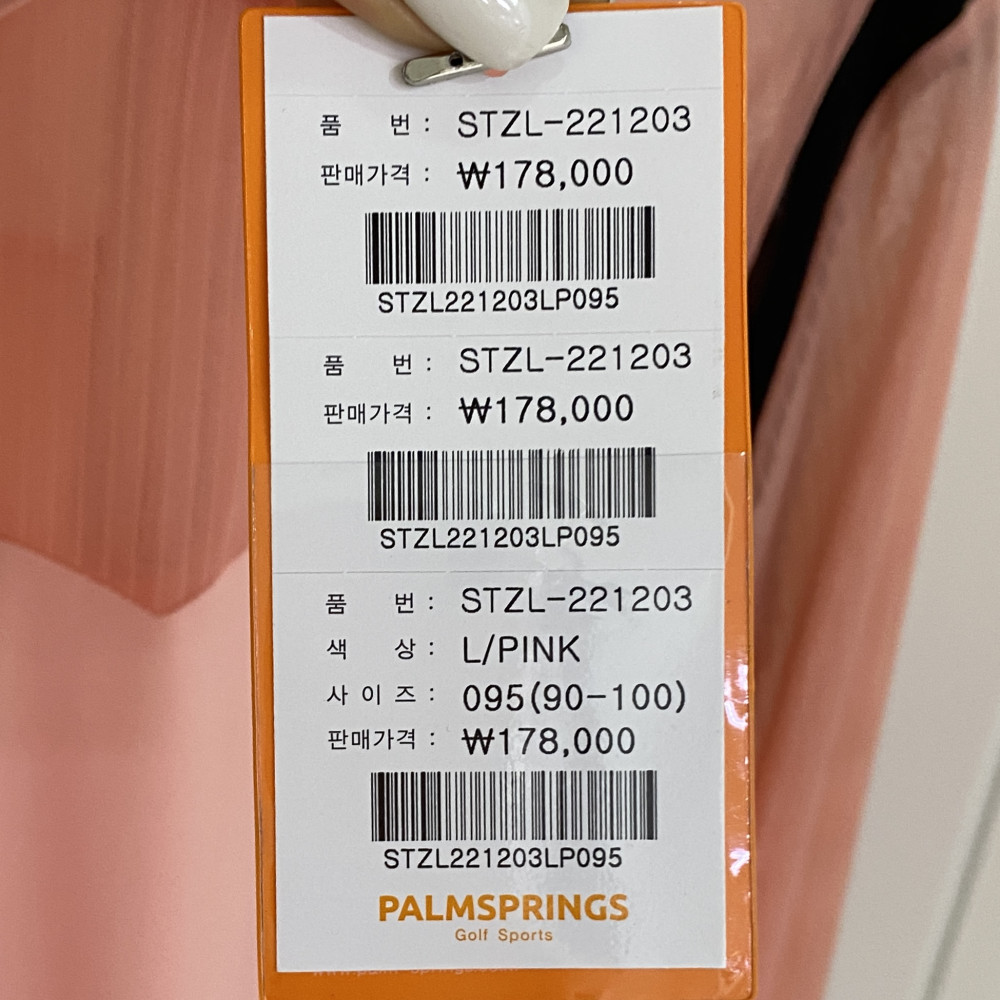 품 번 : STZL-221203
판매가격 : ₩178,000
STZL221203LP095
품 번 : STZL-221203
판매가격 : ₩178,000
STZL221203LP095
품 번 : STZL-221203
색 상 : L/PINK
사 이 즈 : 095(90-100)
판매가격 : ₩178,000
STZL221203LP095
PALMSPRINGS
Golf Sports